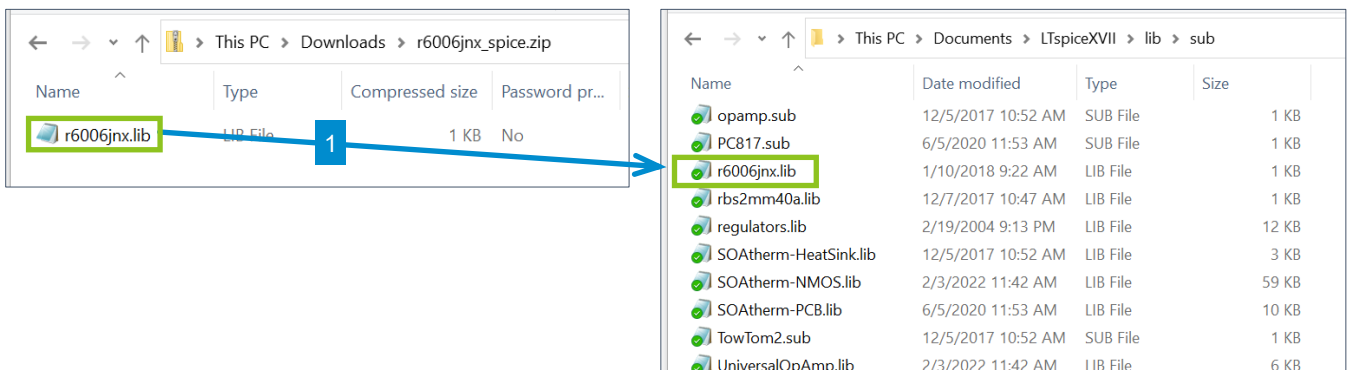 This PC > Downloads > r6006jnx_spice.zip
Name Type Compressed size Password pr...
r6006jnx.lib LIB File 1 KB No
1
This PC > Documents > LTspiceXVII > lib > sub
Name Date modified Type Size
opamp.sub 12/5/2017 10:52 AM SUB File 1 KB
PC817.sub 6/5/2020 11:53 AM SUB File 1 KB
r6006jnx.lib 1/10/2018 9:22 AM LIB File 1 KB
rbs2mm40a.lib 12/7/2017 10:47 AM LIB File 1 KB
regulators.lib 2/19/2004 9:13 PM LIB File 12 KB
SOAtherm-HeatSink.lib 12/5/2017 10:52 AM LIB File 3 KB
SOAtherm-NMOS.lib 2/3/2022 11:42 AM LIB File 59 KB
SOAtherm-PCB.lib 6/5/2020 11:53 AM LIB File 10 KB
TowTom2.sub 12/5/2017 10:52 AM SUB File 1 KB
UniversalOpAmp.lib 2/3/2022 11:42 AM LIB File 6 KB